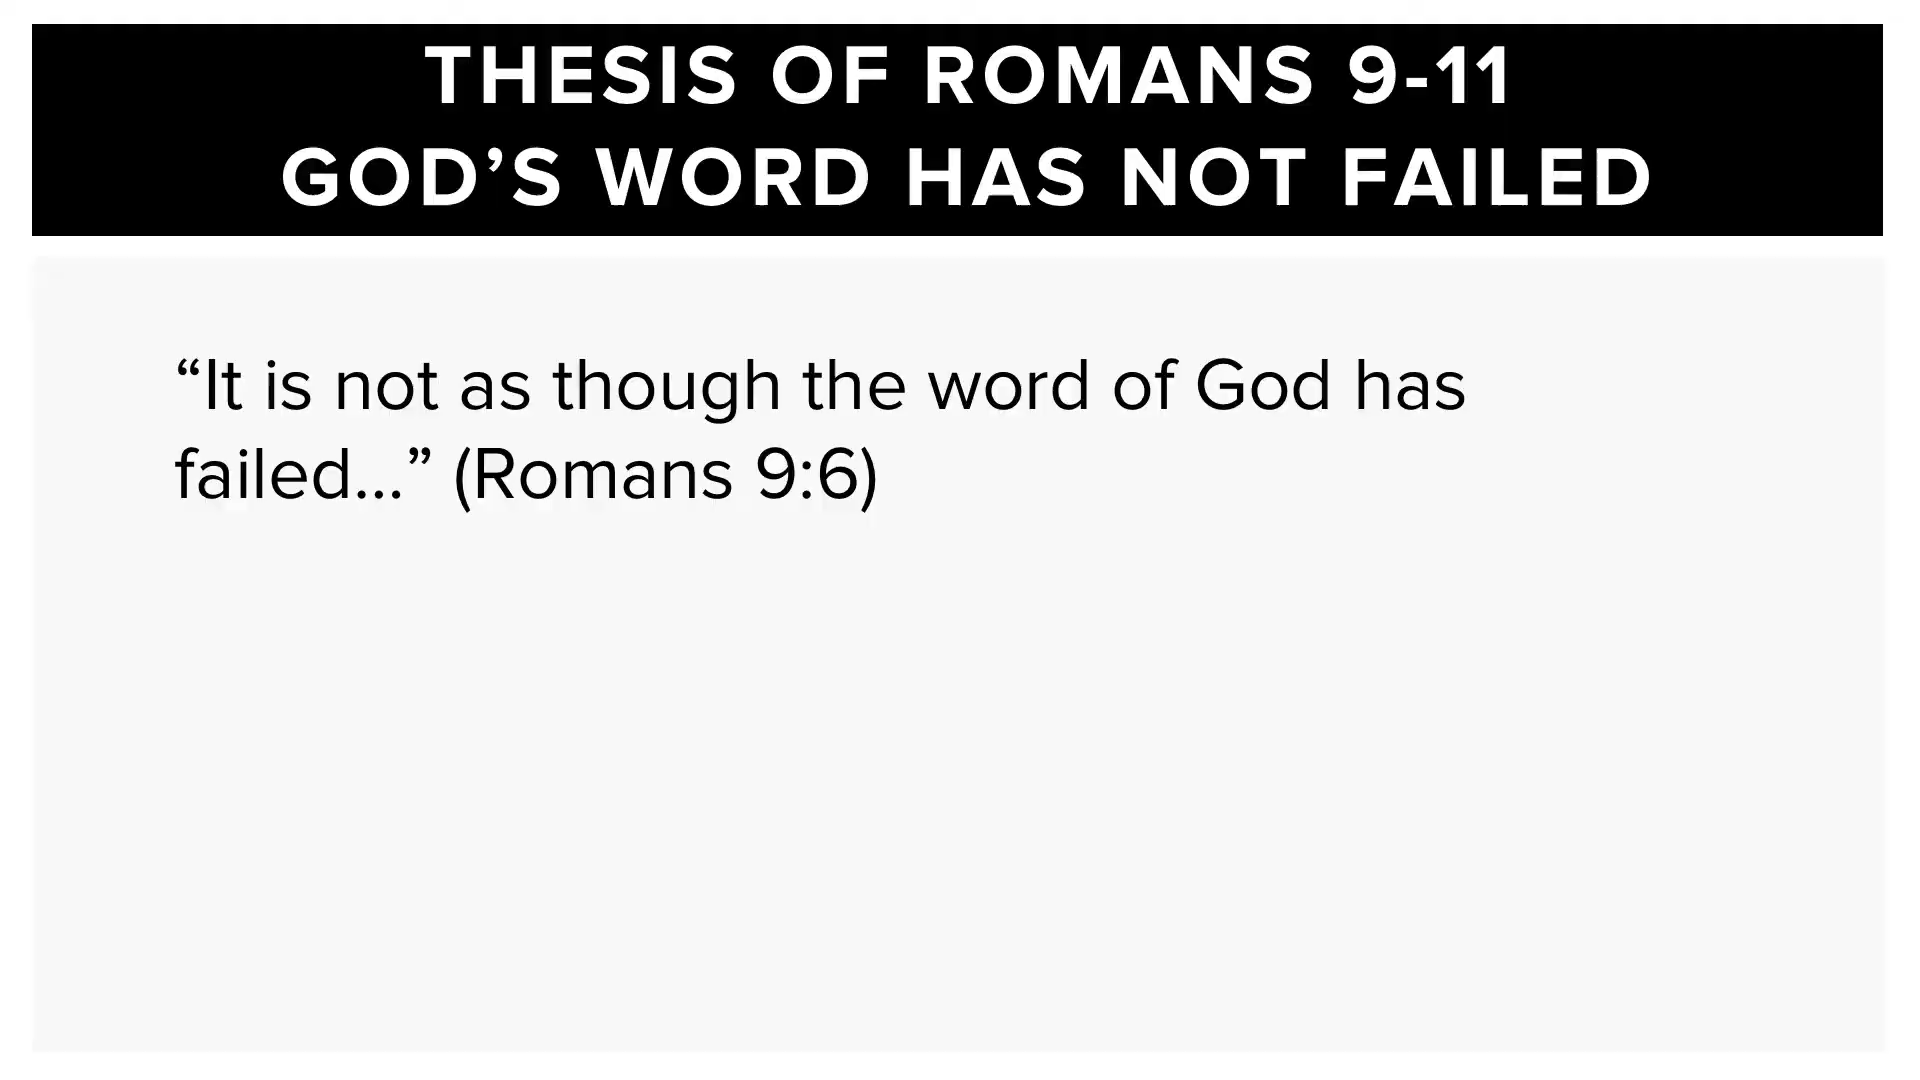 THESIS OF ROMANS 9-11
GOD’S WORD HAS NOT FAILED
“It is not as though the word of God has
failed...” (Romans 9:6)